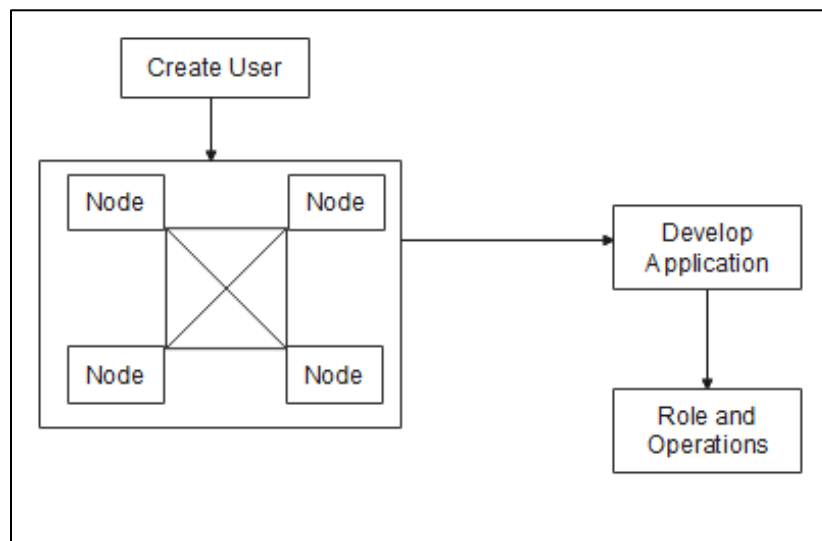 Create User
Node
Node
Develop
Application
Node
Node
Role and
Operations